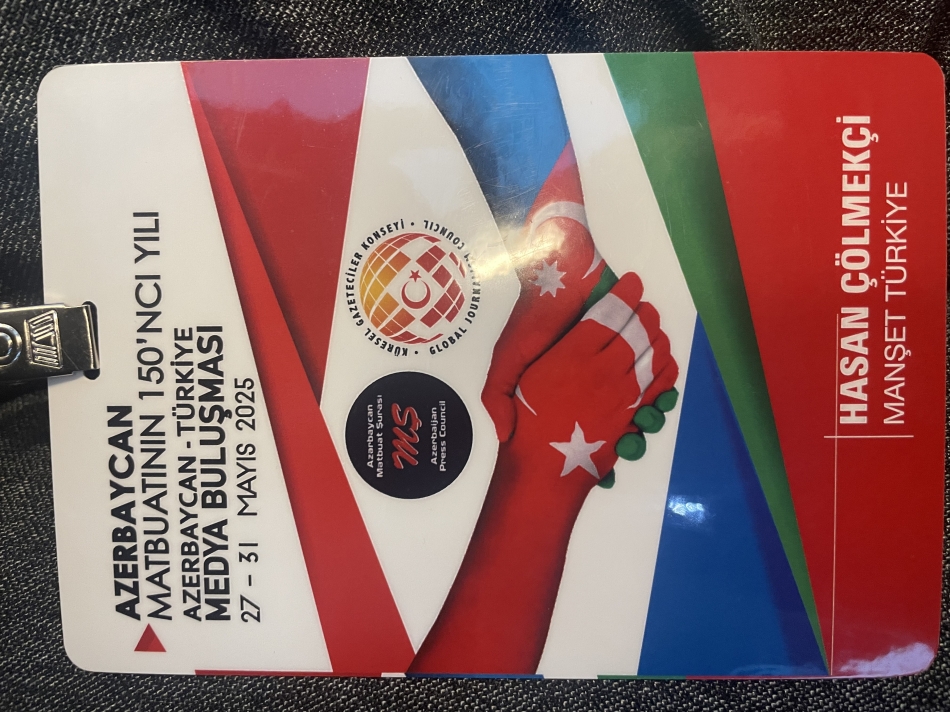 AZERBAYCAN
MATBUATININ 150'NCI YILI
AZERBAYCAN - TÜRKİYE
MEDYA BULUŞMASI
27 - 31 MAYIS 2025
Azərbaycan
Mətbuat Şurası
MŞ
Azerbaijan
Press Council
• KÜRESEL GAZETECİLER KONSEYİ •
GLOBAL JOURNALISTS COUNCIL
HASAN ÇÖLMEKÇİ
MANŞET TÜRKİYE